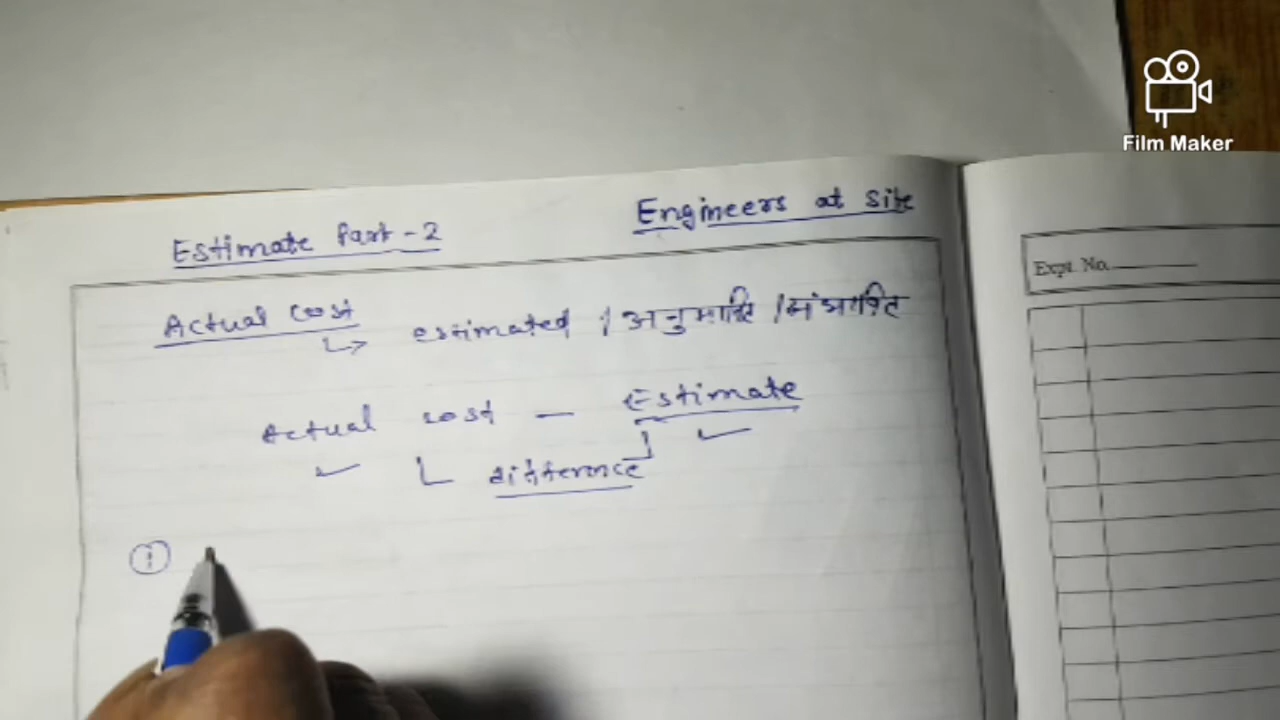 Film Maker
Engineers at Site
Estimate Part - 2
Expt. No.
Actual Cost
↳ estimated / अनुमानित / संभावित
Actual cost — Estimate
difference
①